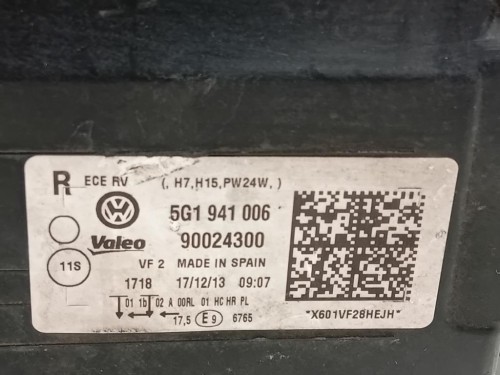 R ECE RV (, H7,H15,PW24W, )
5G1 941 006
Valeo 90024300
11S VF 2 MADE IN SPAIN
1718 17/12/13 09:07
01 1b 02 A 00RL 01 HC HR PL
17,5 E 9 6765
"X601VF28HEJH"